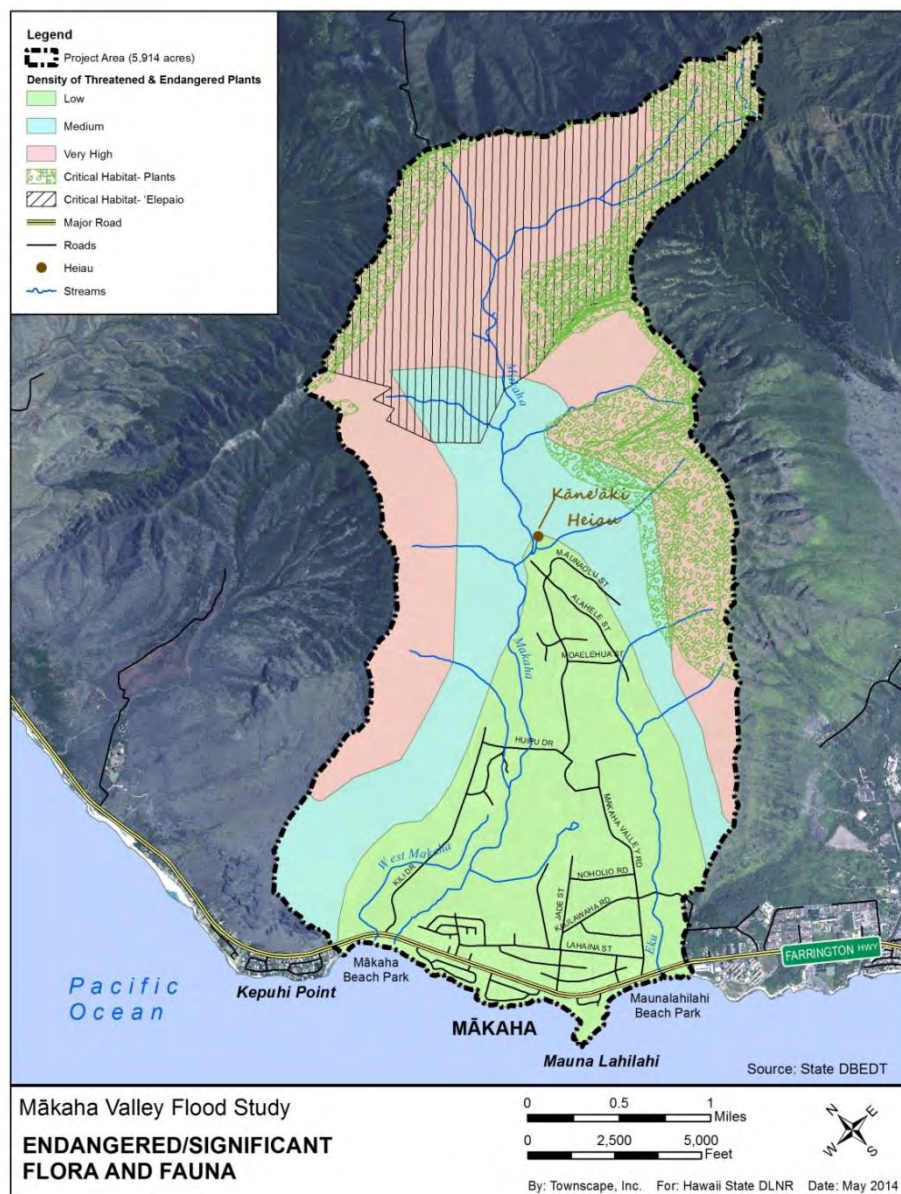 Legend
Project Area (5,914 acres)
Density of Threatened & Endangered Plants
Low
Medium
Very High
Critical Habitat- Plants
Critical Habitat- 'Elepaio
Major Road
Roads
Heiau
Streams
Mākaha
Kāne'āki
Heiau
MAUNAOLU ST
ALAHELE ST
Makaha
MOAELEHUA ST
HUIPU DR
MAKAHA VALLEY RD
West Makaha
KILI DR
NOHOLIO RD
JADE ST
KILILAWAHA RD
LAHAINA ST
Eku
FARRINGTON HWY
Mākaha
Beach Park
Kepuhi Point
Pacific
Ocean
Maunalahilahi
Beach Park
MĀKAHA
Mauna Lahilahi
Source: State DBEDT
Mākaha Valley Flood Study
ENDANGERED/SIGNIFICANT
FLORA AND FAUNA
0 0.5 1
Miles
0 2,500 5,000
Feet
N E
W S
By: Townscape, Inc. For: Hawaii State DLNR Date: May 2014